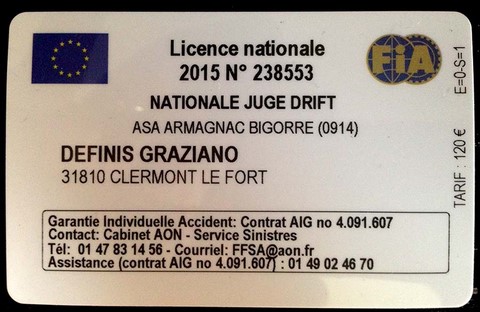 Licence nationale
2015 N° 238553
FiA
NATIONALE JUGE DRIFT
ASA ARMAGNAC BIGORRE (0914)
DEFINIS GRAZIANO
31810 CLERMONT LE FORT
Garantie Individuelle Accident: Contrat AIG no 4.091.607
Contact: Cabinet AON - Service Sinistres
Tél: 01 47 83 14 56 - Courriel: FFSA@aon.fr
Assistance (contrat AIG no 4.091.607) : 01 49 02 46 70
TARIF : 120 € E=0-S=1